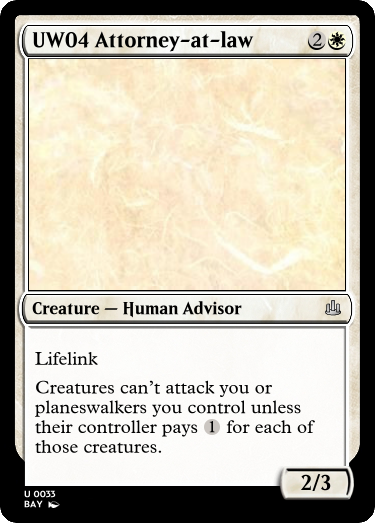 UW04 Attorney-at-law 2
Creature — Human Advisor
Lifelink
Creatures can't attack you or
planeswalkers you control unless
their controller pays 1 for each of
those creatures.
2/3
U 0033
BAY